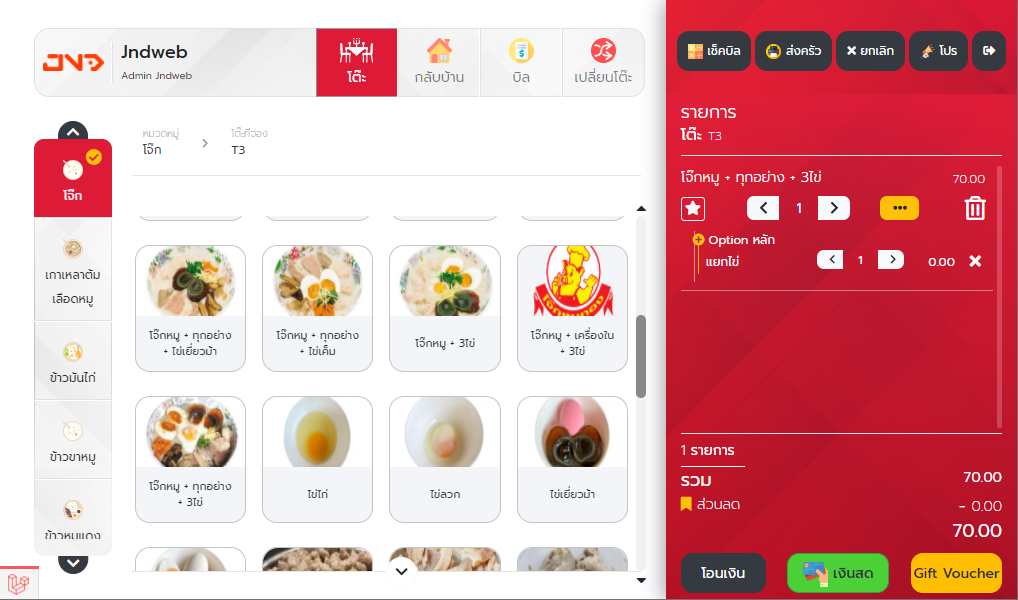 JND
Jndweb
Admin Jndweb
โต๊ะ
กลับบ้าน
บิล
เปลี่ยนโต๊ะ
เช็คบิล
ส่งครัว
ยกเลิก
โปร
หมวดหมู่
โจ๊ก
โต๊ะที่จอง
T3
โจ๊ก
เกาเหลาต้ม
เลือดหมู
ข้าวมันไก่
ข้าวขาหมู
ข้าวหมูแดง
โจ๊กหมู + ทุกอย่าง
+ ไข่เยี่ยวม้า
โจ๊กหมู + ทุกอย่าง
+ ไข่เค็ม
โจ๊กหมู + 3ไข่
โจ๊กหมู + เครื่องใน
+ 3ไข่
โจ๊กหมู + ทุกอย่าง
+ 3ไข่
ไข่ไก่
ไข่ลวก
ไข่เยี่ยวม้า
รายการ
โต๊ะ T3
โจ๊กหมู + ทุกอย่าง + 3ไข่ 70.00
1
Option หลัก
แยกไข่ 1 0.00
1 รายการ
รวม 70.00
ส่วนลด - 0.00
70.00
โอนเงิน
เงินสด
Gift Voucher